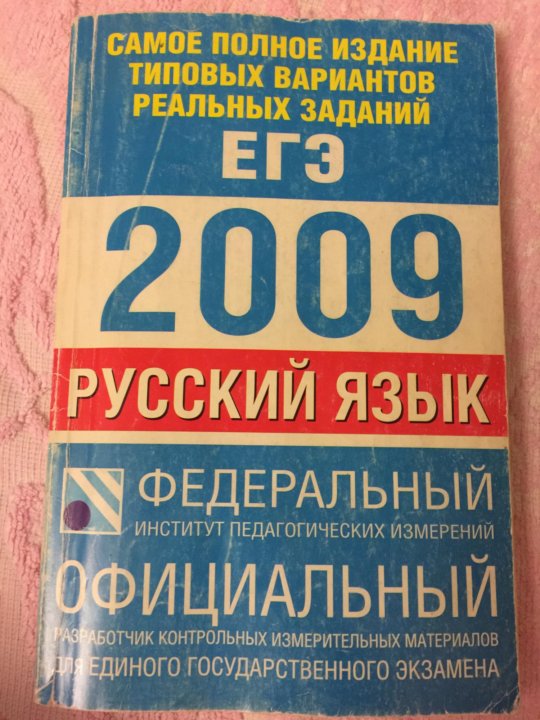 САМОЕ ПОЛНОЕ ИЗДАНИЕ
ТИПОВЫХ ВАРИАНТОВ
РЕАЛЬНЫХ ЗАДАНИЙ
ЕГЭ
2009
РУССКИЙ ЯЗЫК
ФЕДЕРАЛЬНЫЙ
ИНСТИТУТ ПЕДАГОГИЧЕСКИХ ИЗМЕРЕНИЙ
ОФИЦИАЛЬНЫЙ
РАЗРАБОТЧИК КОНТРОЛЬНЫХ ИЗМЕРИТЕЛЬНЫХ МАТЕРИАЛОВ
ДЛЯ ЕДИНОГО ГОСУДАРСТВЕННОГО ЭКЗАМЕНА